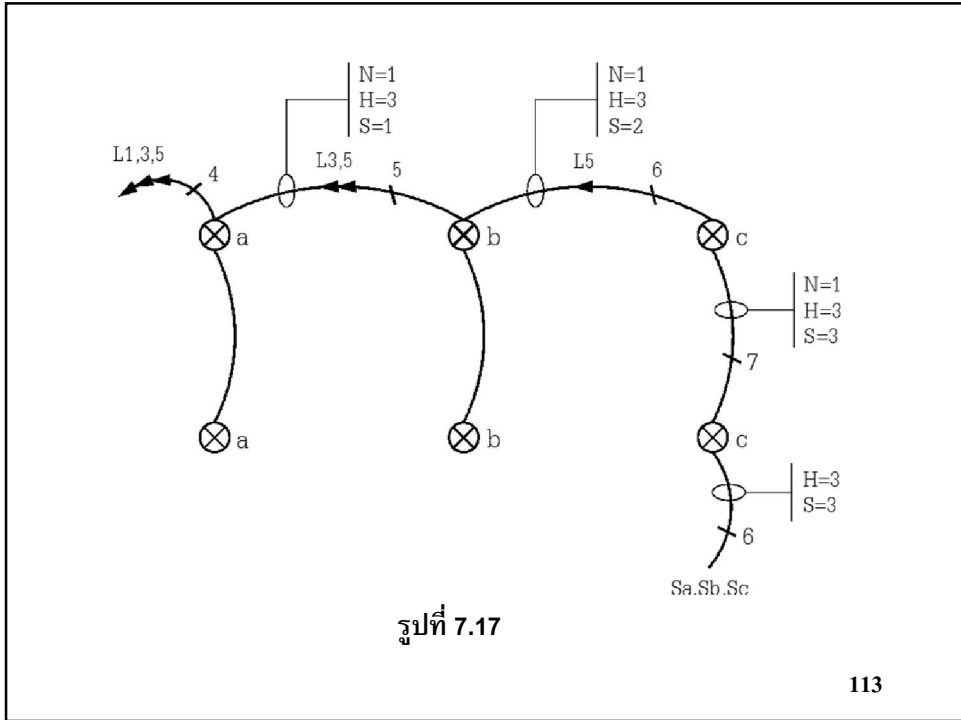 N=1
H=3
S=1
N=1
H=3
S=2
L1,3,5
4
L3,5
5
L5
6
a
b
c
N=1
H=3
S=3
7
a
b
c
H=3
S=3
6
Sa,Sb,Sc
รูปที่ 7.17
113